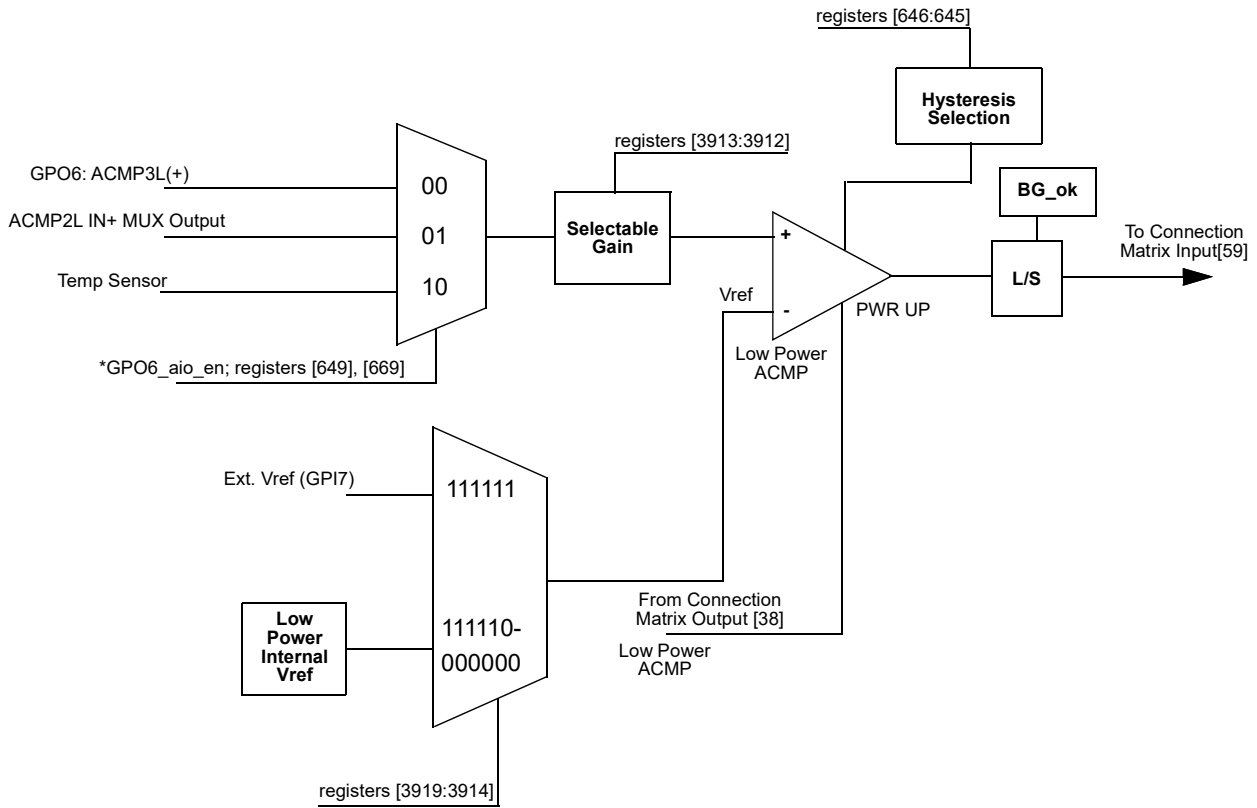 registers [646:645]
Hysteresis
Selection
registers [3913:3912]
GPO6: ACMP3L(+)
00
BG_ok
ACMP2L IN+ MUX Output
01
Selectable
Gain
+
To Connection
Matrix Input[59]
Temp Sensor
10
L/S
Vref
-
PWR UP
Low Power
ACMP
*GPO6_aio_en; registers [649], [669]
Ext. Vref (GPI7)
111111
From Connection
Matrix Output [38]
Low Power
ACMP
Low
Power
Internal
Vref
111110-
000000
registers [3919:3914]